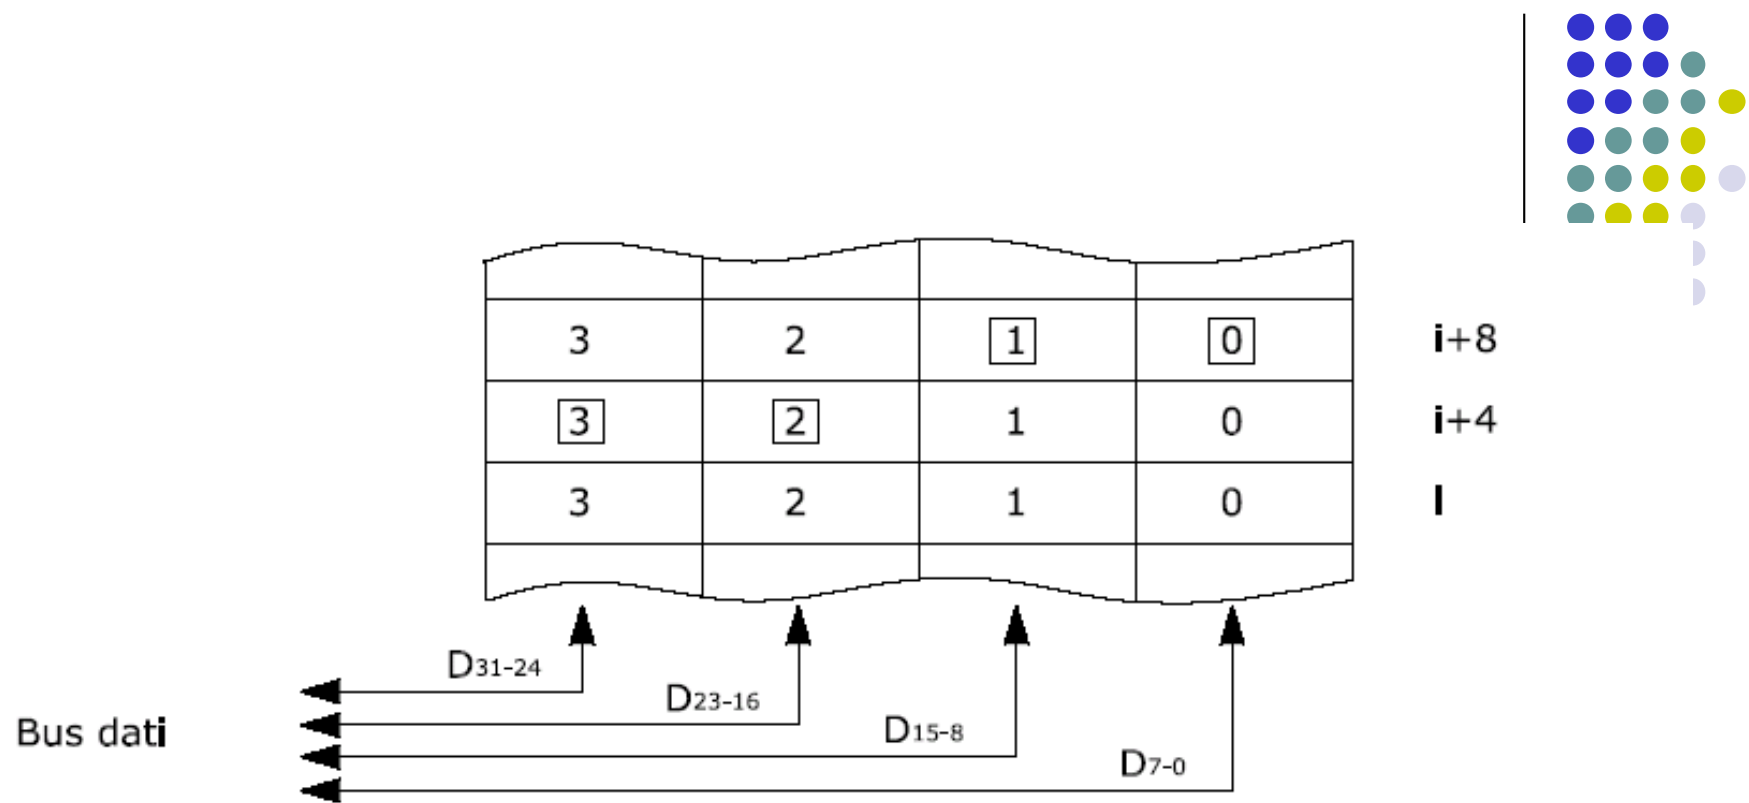 3 2 1 0 i+8
3 2 1 0 i+4
3 2 1 0 I
D31-24
D23-16
D15-8
Bus dati
D7-0